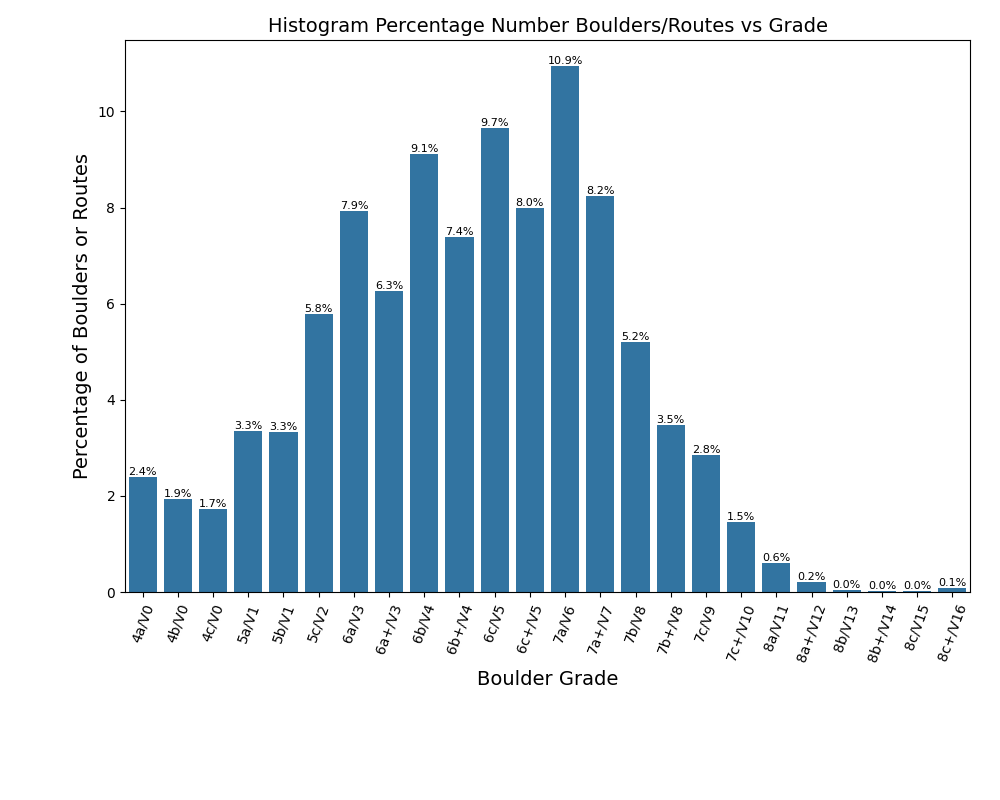 Histogram Percentage Number Boulders/Routes vs Grade
Percentage of Boulders or Routes
10
8
6
4
2
0
2.4%
1.9%
1.7%
3.3%
3.3%
5.8%
7.9%
6.3%
9.1%
7.4%
9.7%
8.0%
10.9%
8.2%
5.2%
3.5%
2.8%
1.5%
0.6%
0.2%
0.0%
0.0%
0.0%
0.1%
4a/V0
4b/V0
4c/V0
5a/V1
5b/V1
5c/V2
6a/V3
6a+/V3
6b/V4
6b+/V4
6c/V5
6c+/V5
7a/V6
7a+/V7
7b/V8
7b+/V8
7c/V9
7c+/V10
8a/V11
8a+/V12
8b/V13
8b+/V14
8c/V15
8c+/V16
Boulder Grade